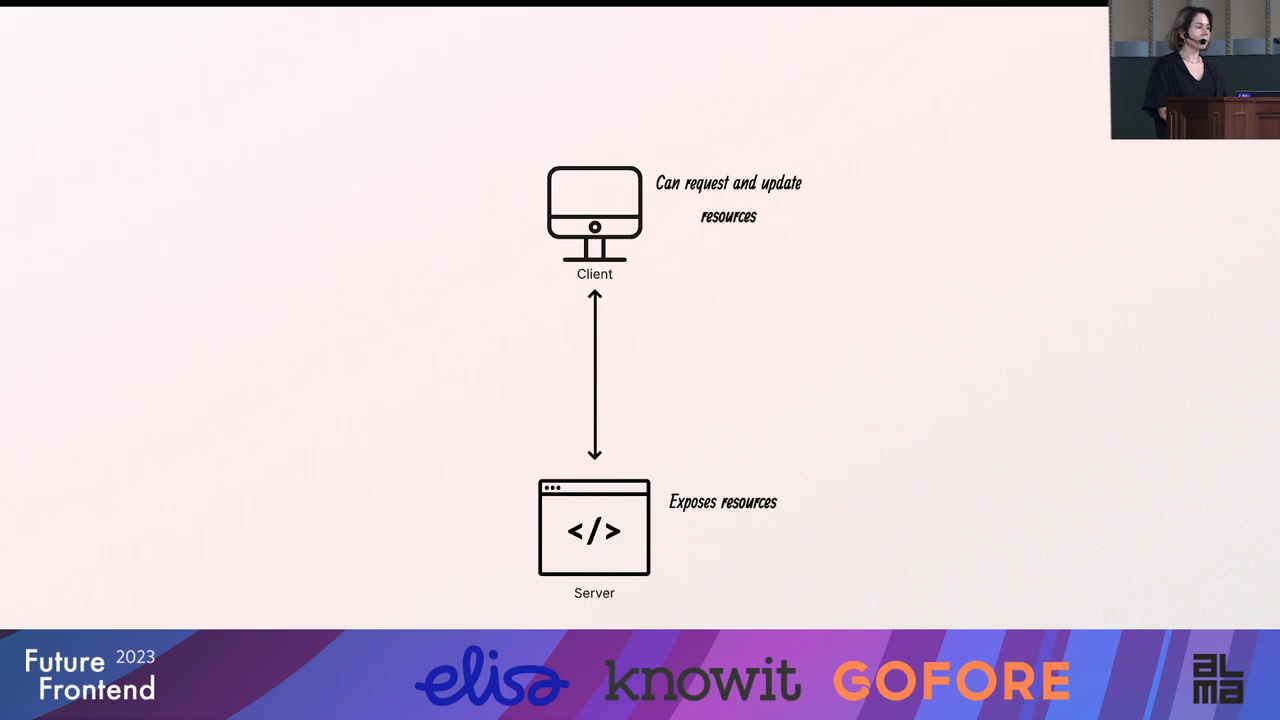 Can request and update
resources
Client
Exposes resources
</>
Server
Future 2023
Frontend
elisa
knowit
GOFORE
ALMA